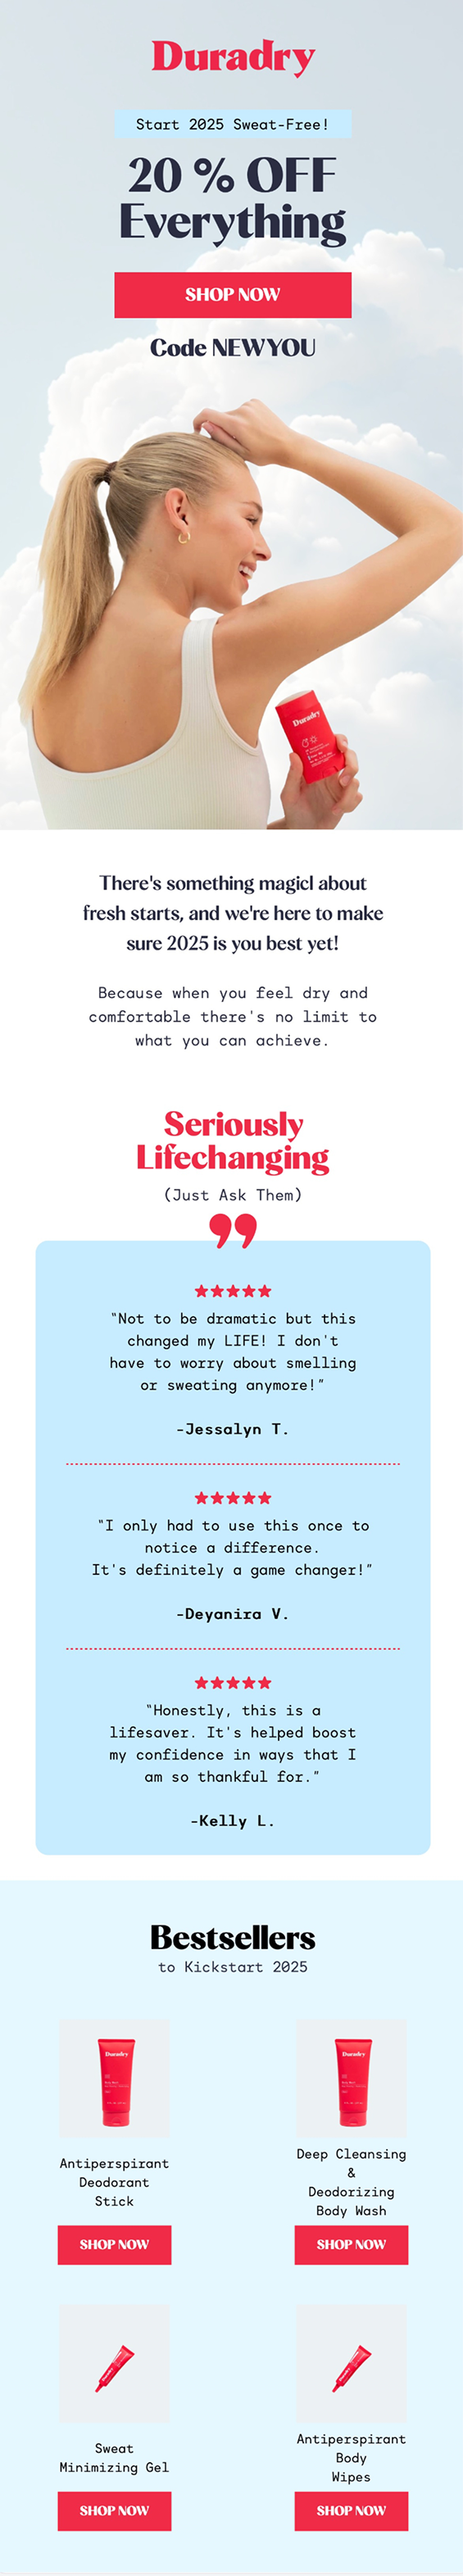 Duradry
Start 2025 Sweat-Free!
20 % OFF
Everything
SHOP NOW
Code NEWYOU
Duradry
There's something magicl about
fresh starts, and we're here to make
sure 2025 is you best yet!
Because when you feel dry and
comfortable there's no limit to
what you can achieve.
Seriously
Lifechanging
(Just Ask Them)
"Not to be dramatic but this
changed my LIFE! I don't
have to worry about smelling
or sweating anymore!"
-Jessalyn T.
"I only had to use this once to
notice a difference.
It's definitely a game changer!"
-Deyanira V.
"Honestly, this is a
lifesaver. It's helped boost
my confidence in ways that I
am so thankful for."
-Kelly L.
Bestsellers
to Kickstart 2025
Duradry
Duradry
Antiperspirant
Deodorant
Stick
Deep Cleansing
&
Deodorizing
Body Wash
SHOP NOW
SHOP NOW
Sweat
Minimizing Gel
Antiperspirant
Body
Wipes
SHOP NOW
SHOP NOW